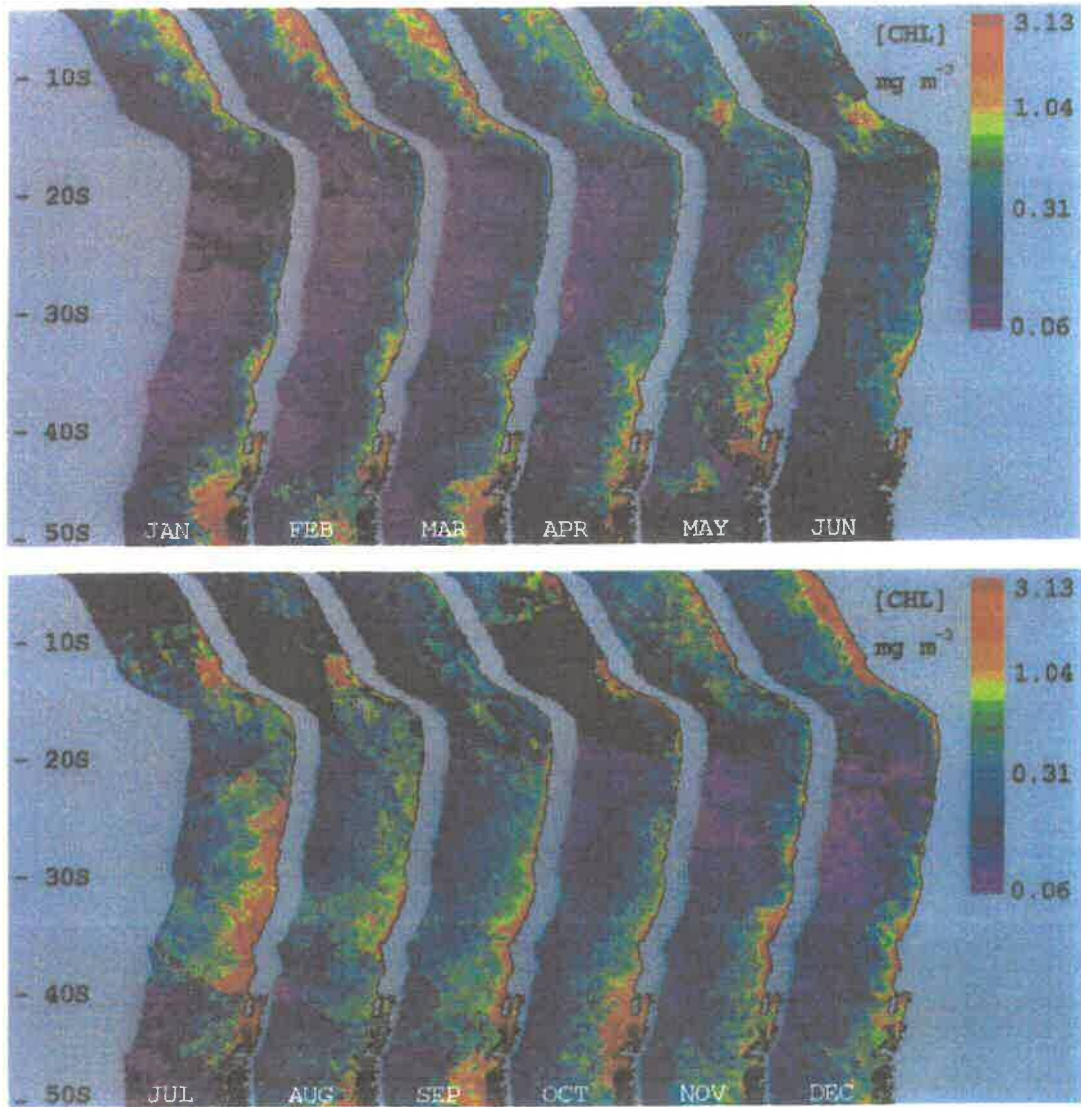 [CHL]
mg m⁻³
3.13
1.04
0.31
0.06
- 10S
- 20S
- 30S
- 40S
50S
JAN FEB MAR APR MAY JUN
[CHL]
mg m⁻³
3.13
1.04
0.31
0.06
- 10S
- 20S
- 30S
- 40S
50S
JUL AUG SEP OCT NOV DEC